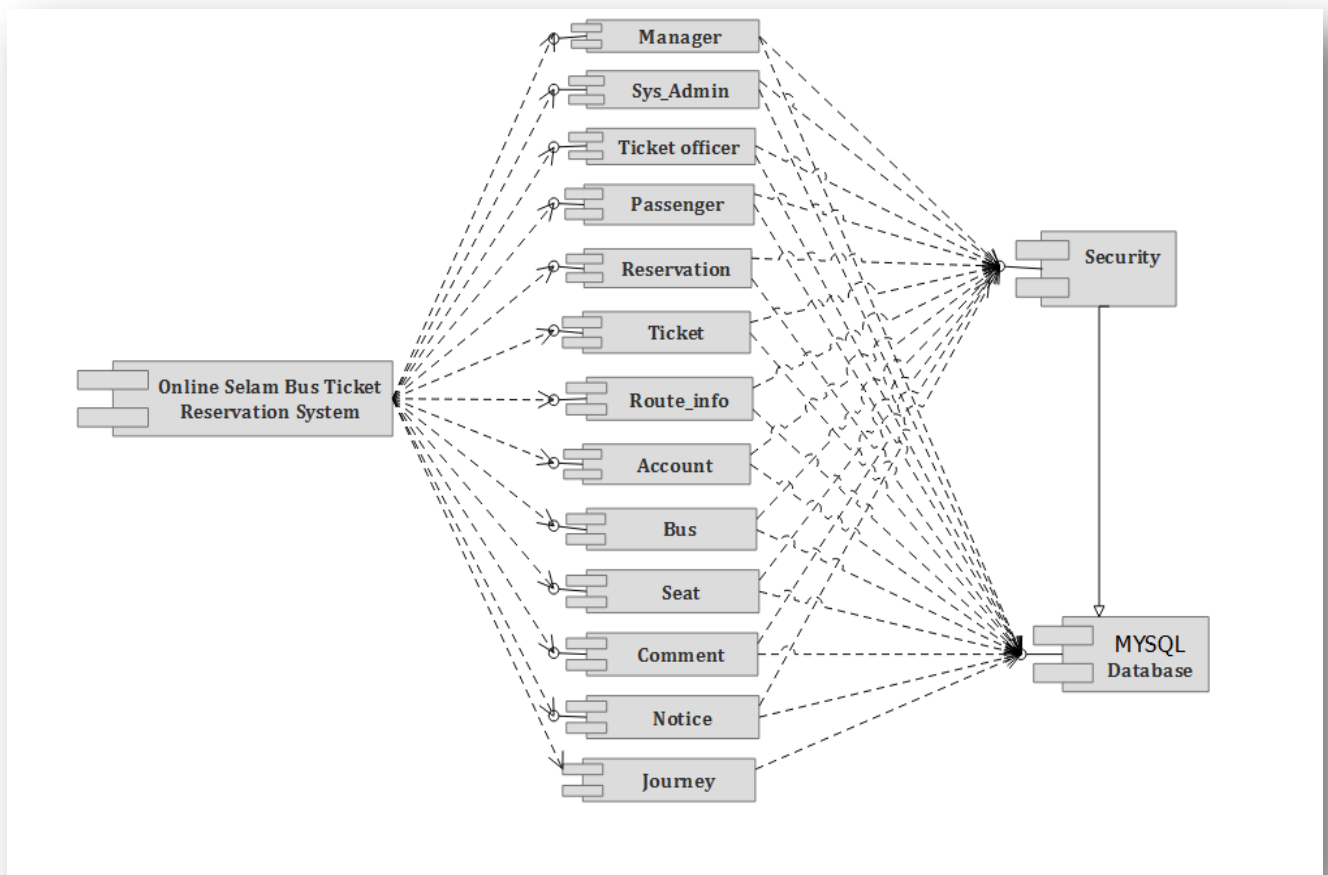 Manager
Sys_Admin
Ticket officer
Passenger
Reservation
Ticket
Route_info
Account
Bus
Seat
Comment
Notice
Journey
Online Selam Bus Ticket
Reservation System
Security
MYSQL
Database